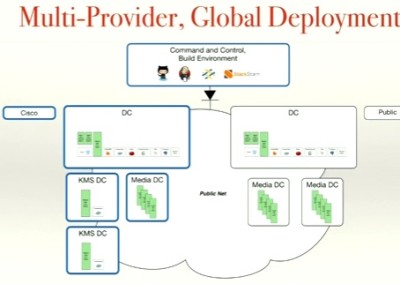 Multi-Provider, Global Deployment
Command and Control,
Build Environment
StackStorm
Cisco
DC
DC
Public
KMS DC
Media DC
Public Net
Media DC
Media DC
KMS DC